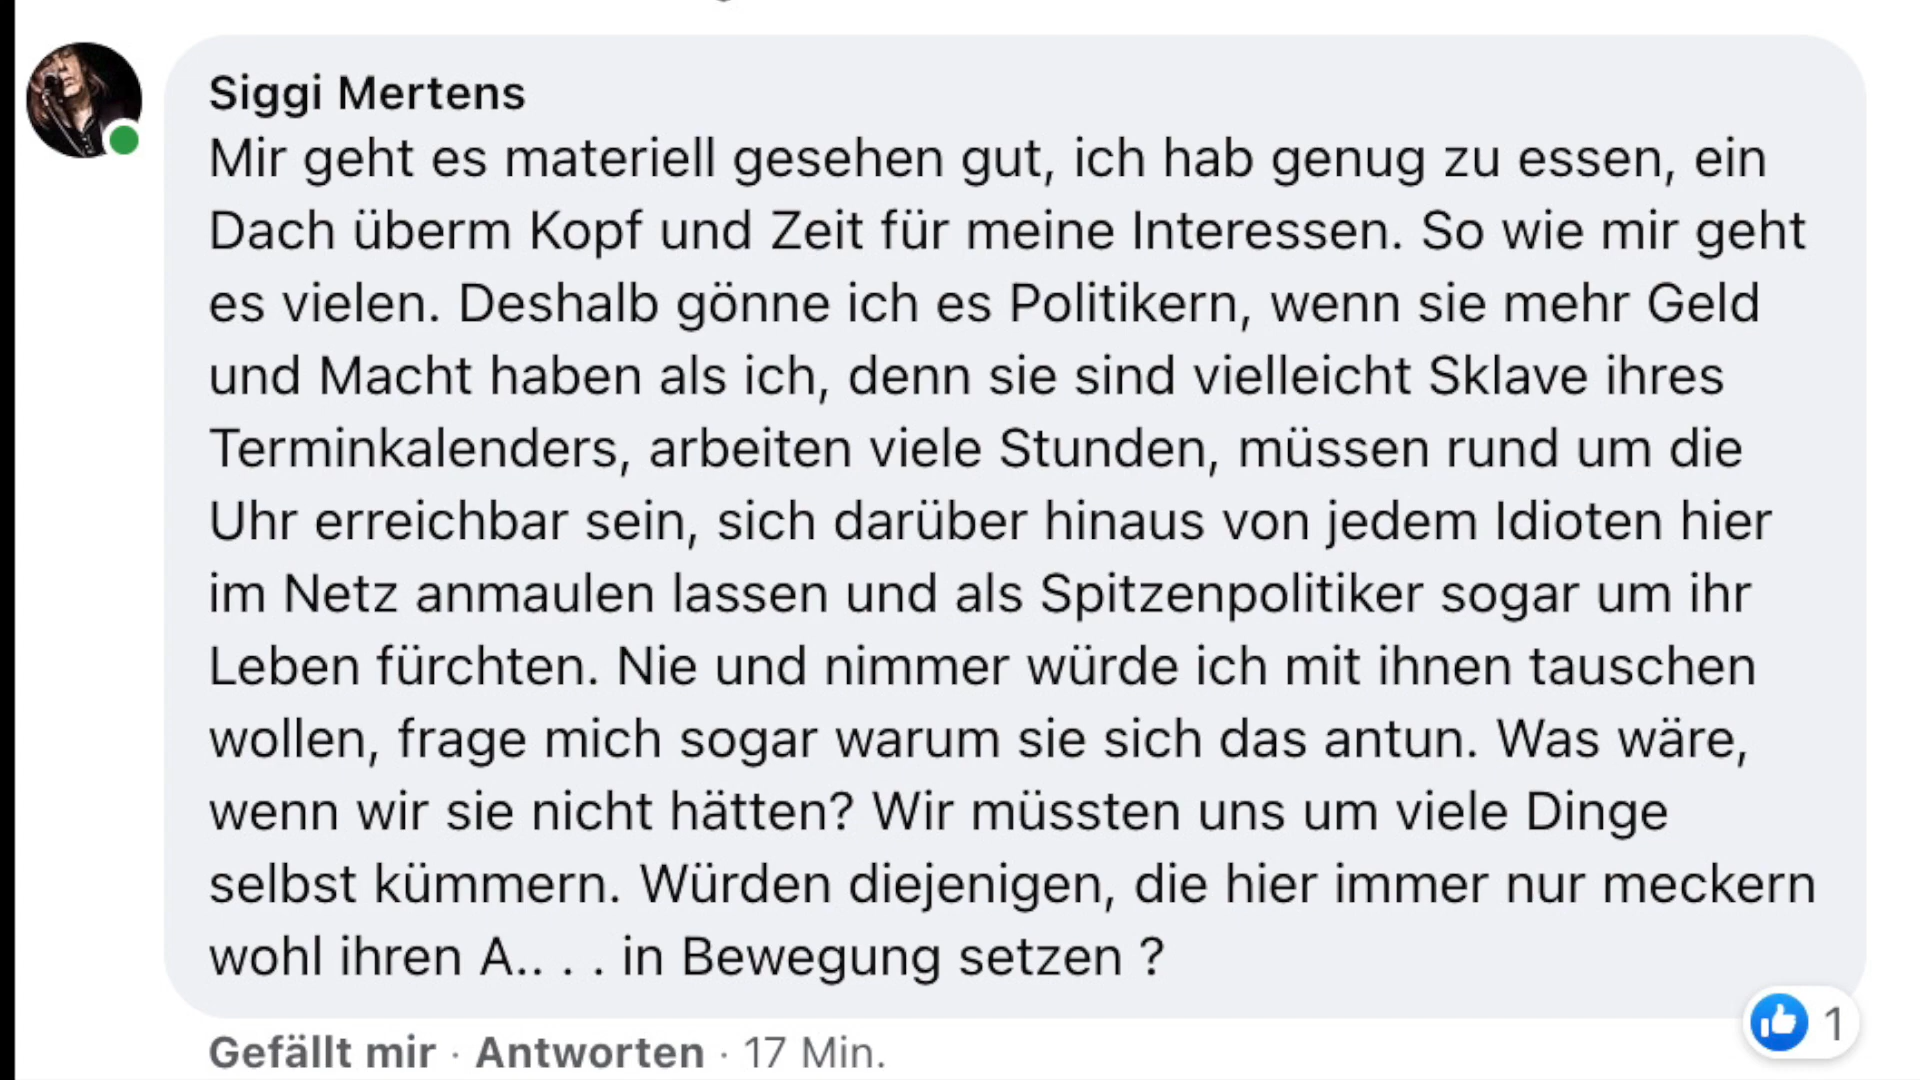 Siggi Mertens
Mir geht es materiell gesehen gut, ich hab genug zu essen, ein
Dach überm Kopf und Zeit für meine Interessen. So wie mir geht
es vielen. Deshalb gönne ich es Politikern, wenn sie mehr Geld
und Macht haben als ich, denn sie sind vielleicht Sklave ihres
Terminkalenders, arbeiten viele Stunden, müssen rund um die
Uhr erreichbar sein, sich darüber hinaus von jedem Idioten hier
im Netz anmaulen lassen und als Spitzenpolitiker sogar um ihr
Leben fürchten. Nie und nimmer würde ich mit ihnen tauschen
wollen, frage mich sogar warum sie sich das antun. Was wäre,
wenn wir sie nicht hätten? Wir müssten uns um viele Dinge
selbst kümmern. Würden diejenigen, die hier immer nur meckern
wohl ihren A.. . . in Bewegung setzen ?
1
Gefällt mir · Antworten · 17 Min.